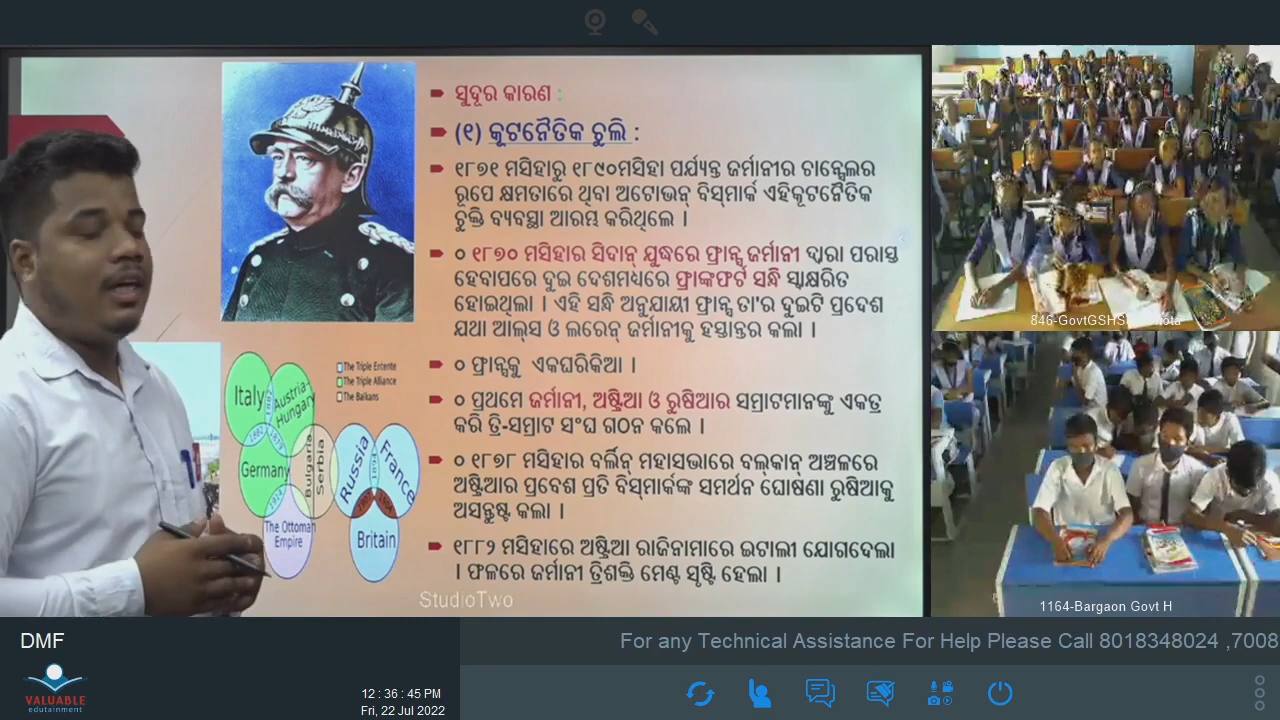 ସୁଦୂର କାରଣ :
(୧) କୂଟନୈତିକ ଚୁଲି :
୧୮୭୧ ମସିହାରୁ ୧୮୯୦ମସିହା ପର୍ଯ୍ୟନ୍ତ ଜର୍ମାନୀର ଚାନ୍ସେଲର
ରୂପେ କ୍ଷମତାରେ ଥିବା ଅଟୋଭନ୍ ବିସ୍ମାର୍କ ଏହିକୂଟନୈତିକ
ଚୁକ୍ତି ବ୍ୟବସ୍ଥା ଆରମ୍ଭ କରିଥିଲେ ।
୦ ୧୮୭୦ ମସିହାର ସିଦାନ୍ ଯୁଦ୍ଧରେ ଫ୍ରାନ୍ସ ଜର୍ମାନୀ ଦ୍ୱାରା ପରାସ୍ତ
ହେବାପରେ ଦୁଇ ଦେଶମଧ୍ୟରେ ଫ୍ରାଙ୍କଫର୍ଟ ସନ୍ଧି ସ୍ୱାକ୍ଷରିତ
ହୋଇଥିଲା । ଏହି ସନ୍ଧି ଅନୁଯାୟୀ ଫ୍ରାନ୍ସ ତା'ର ଦୁଇଟି ପ୍ରଦେଶ
ଯଥା ଆଲ୍ସ ଓ ଲରେନ୍ ଜର୍ମାନୀକୁ ହସ୍ତାନ୍ତର କଲା ।
୦ ଫ୍ରାନ୍ସକୁ ଏକଘରିକିଆ ।
୦ ପ୍ରଥମେ ଜର୍ମାନୀ, ଅଷ୍ଟ୍ରିଆ ଓ ରୁଷିଆର ସମ୍ରାଟମାନଙ୍କୁ ଏକତ୍ର
କରି ତ୍ରି-ସମ୍ରାଟ ସଂଘ ଗଠନ କଲେ ।
୦ ୧୮୭୮ ମସିହାର ବର୍ଲିନ୍ ମହାସଭାରେ ବଲ୍କାନ୍ ଅଞ୍ଚଳରେ
ଅଷ୍ଟ୍ରିଆର ପ୍ରବେଶ ପ୍ରତି ବିସ୍ମାର୍କଙ୍କ ସମର୍ଥନ ଘୋଷଣା ରୁଷିଆକୁ
ଅସନ୍ତୁଷ୍ଟ କଲା ।
୧୮୮୨ ମସିହାରେ ଅଷ୍ଟ୍ରିଆ ରାଜିନାମାରେ ଇଟାଲୀ ଯୋଗଦେଲା
। ଫଳରେ ଜର୍ମାନୀ ତ୍ରିଶକ୍ତି ମେଣ୍ଟ ସୃଷ୍ଟି ହେଲା ।
The Triple Entente
The Triple Alliance
The Balkans
Italy
Austria-
Hungary
1882
1882
1879
Germany
Bulgaria
Serbia
The Ottoman
Empire
Russia
France
1894
Britain
StudioTwo
1164-Bargaon Govt H
DMF
VALUABLE
edutainment
12 : 36 : 45 PM
Fri, 22 Jul 2022
For any Technical Assistance For Help Please Call 8018348024 ,7008